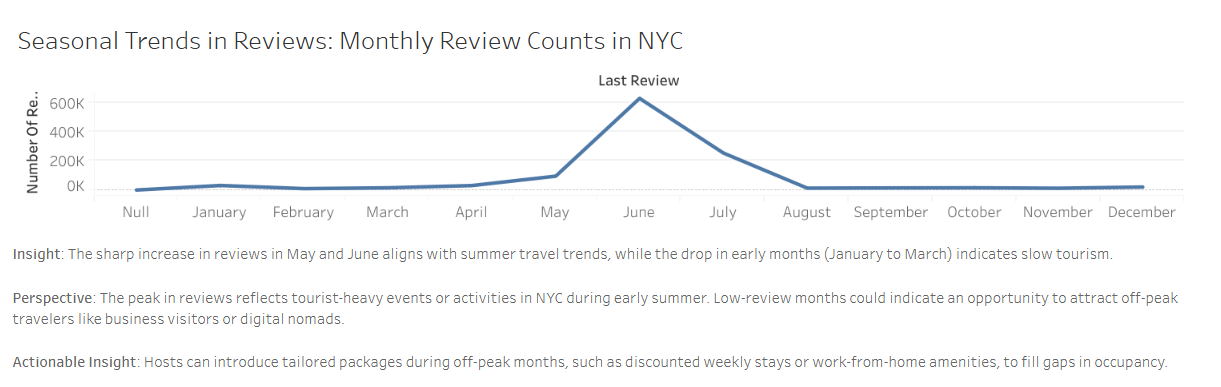 Seasonal Trends in Reviews: Monthly Review Counts in NYC
Last Review
Number Of Re..
600K
400K
200K
0K
Null January February March April May June July August September October November December
Insight: The sharp increase in reviews in May and June aligns with summer travel trends, while the drop in early months (January to March) indicates slow tourism.
Perspective: The peak in reviews reflects tourist-heavy events or activities in NYC during early summer. Low-review months could indicate an opportunity to attract off-peak
travelers like business visitors or digital nomads.
Actionable Insight: Hosts can introduce tailored packages during off-peak months, such as discounted weekly stays or work-from-home amenities, to fill gaps in occupancy.